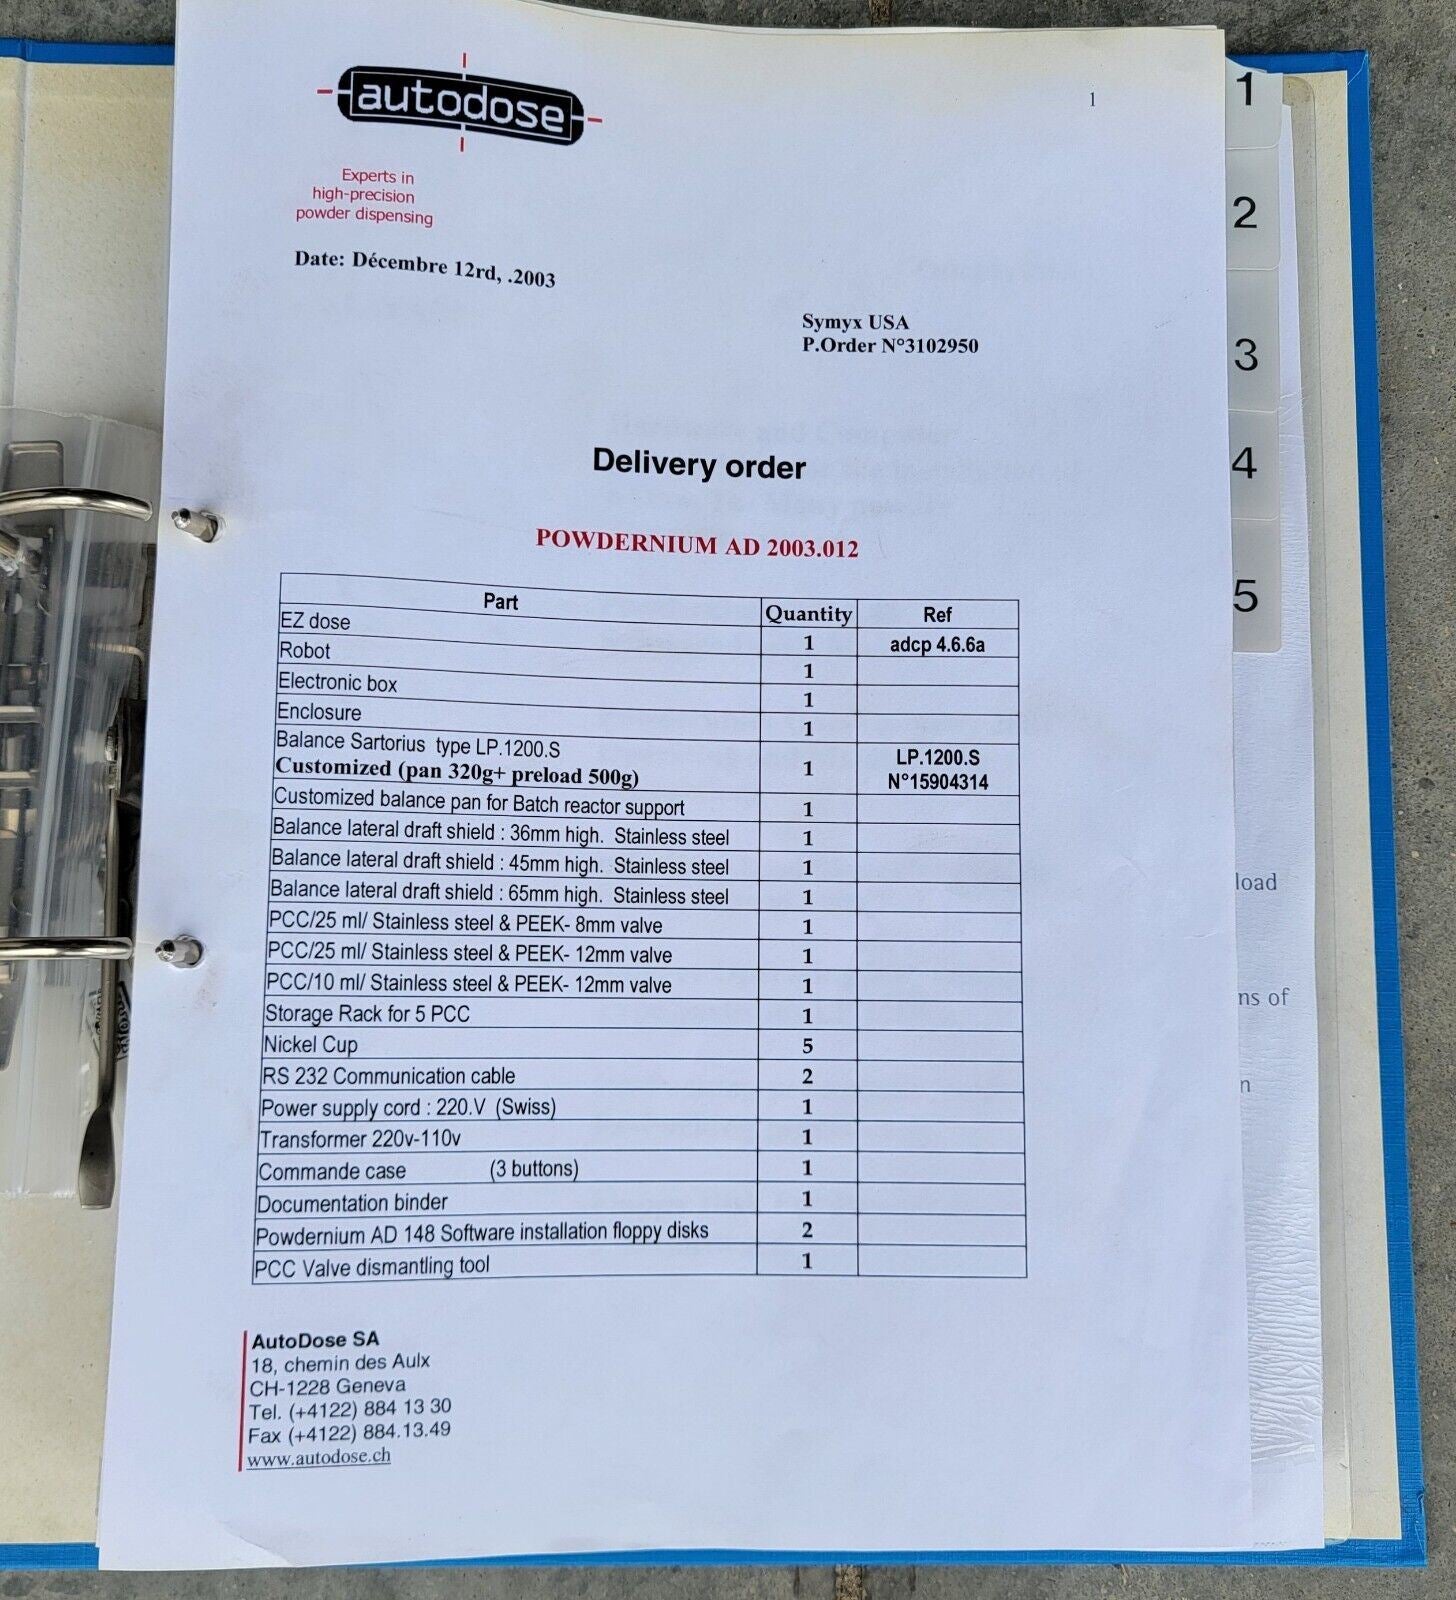 autodose
1
Experts in
high-precision
powder dispensing
Date: Décembre 12rd, .2003
Symyx USA
P.Order N°3102950
Delivery order
POWDERNIUM AD 2003.012
Part Quantity Ref
EZ dose 1 adcp 4.6.6a
Robot 1
Electronic box 1
Enclosure 1
Balance Sartorius type LP.1200.S
Customized (pan 320g+ preload 500g) 1 LP.1200.S
N°15904314
Customized balance pan for Batch reactor support 1
Balance lateral draft shield : 36mm high. Stainless steel 1
Balance lateral draft shield : 45mm high. Stainless steel 1
Balance lateral draft shield : 65mm high. Stainless steel 1
PCC/25 ml/ Stainless steel & PEEK- 8mm valve 1
PCC/25 ml/ Stainless steel & PEEK- 12mm valve 1
PCC/10 ml/ Stainless steel & PEEK- 12mm valve 1
Storage Rack for 5 PCC 1
Nickel Cup 5
RS 232 Communication cable 2
Power supply cord : 220.V (Swiss) 1
Transformer 220v-110v 1
Commande case (3 buttons) 1
Documentation binder 1
Powdernium AD 148 Software installation floppy disks 2
PCC Valve dismantling tool 1
AutoDose SA
18, chemin des Aulx
CH-1228 Geneva
Tel. (+4122) 884 13 30
Fax (+4122) 884.13.49
www.autodose.ch
1
2
3
4
5
load
ns of
n